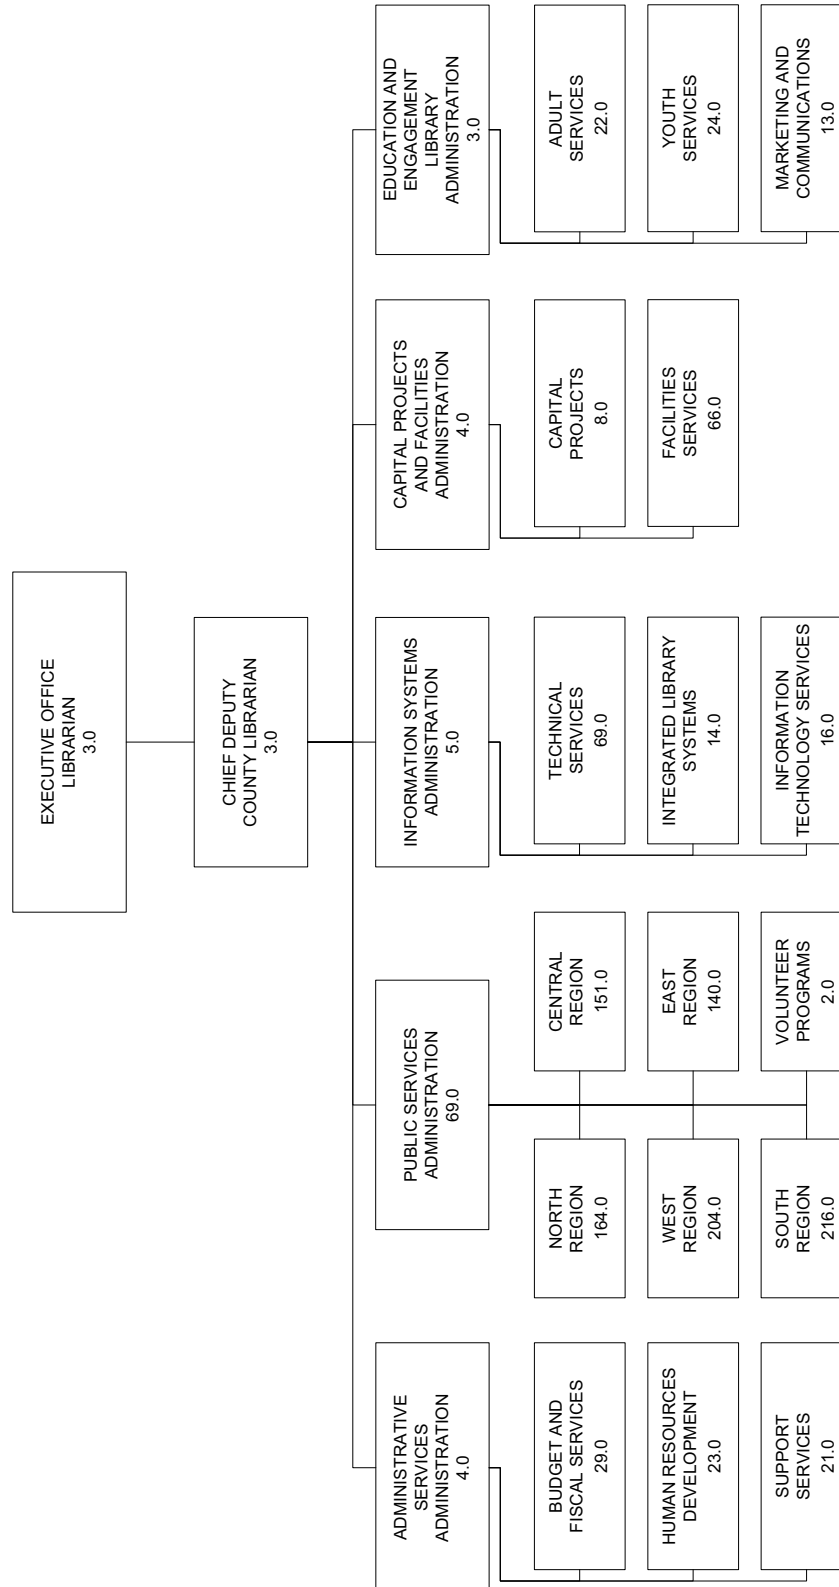 EXECUTIVE OFFICE
LIBRARIAN
3.0
CHIEF DEPUTY
COUNTY LIBRARIAN
3.0
ADMINISTRATIVE
SERVICES
ADMINISTRATION
4.0
PUBLIC SERVICES
ADMINISTRATION
69.0
INFORMATION SYSTEMS
ADMINISTRATION
5.0
CAPITAL PROJECTS
AND FACILITIES
ADMINISTRATION
4.0
EDUCATION AND
ENGAGEMENT
LIBRARY
ADMINISTRATION
3.0
BUDGET AND
FISCAL SERVICES
29.0
NORTH
REGION
164.0
CENTRAL
REGION
151.0
TECHNICAL
SERVICES
69.0
CAPITAL
PROJECTS
8.0
ADULT
SERVICES
22.0
HUMAN RESOURCES
DEVELOPMENT
23.0
WEST
REGION
204.0
EAST
REGION
140.0
INTEGRATED LIBRARY
SYSTEMS
14.0
FACILITIES
SERVICES
66.0
YOUTH
SERVICES
24.0
SUPPORT
SERVICES
21.0
SOUTH
REGION
216.0
VOLUNTEER
PROGRAMS
2.0
INFORMATION
TECHNOLOGY SERVICES
16.0
MARKETING AND
COMMUNICATIONS
13.0